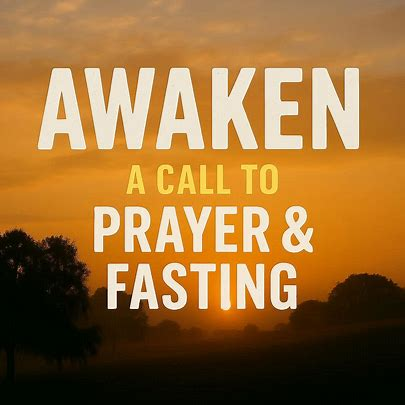 AWAKEN
A CALL TO
PRAYER &
FASTING